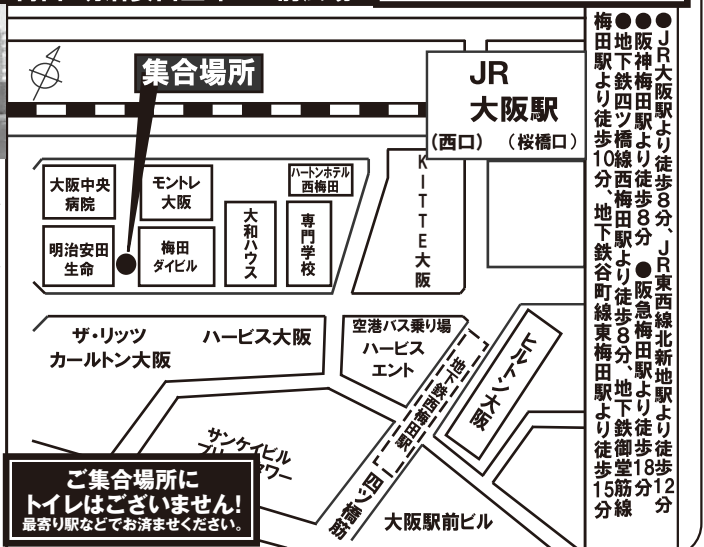 集合場所
JR
大阪駅
(西口) (桜橋口)
大阪中央
病院
モントレ
大阪
ハートンホテル
西梅田
KITTE大阪
明治安田
生命
梅田
ダイビル
大和ハウス
専門学校
ザ・リッツ
カールトン大阪
ハービス大阪
空港バス乗り場
ハービス
エント
地下鉄西梅田駅
ヒルトン大阪
サンケイビル
四ツ橋筋
大阪駅前ビル
ご集合場所に
トイレはございません!
最寄り駅などでお済ませください。
●JR大阪駅より徒歩8分、JR東西線北新地駅より徒歩12分
●阪神梅田駅より徒歩8分 ●阪急梅田駅より徒歩18分
●地下鉄四ツ橋線西梅田駅より徒歩8分、地下鉄御堂筋線
梅田駅より徒歩10分、地下鉄谷町線東梅田駅より徒歩15分